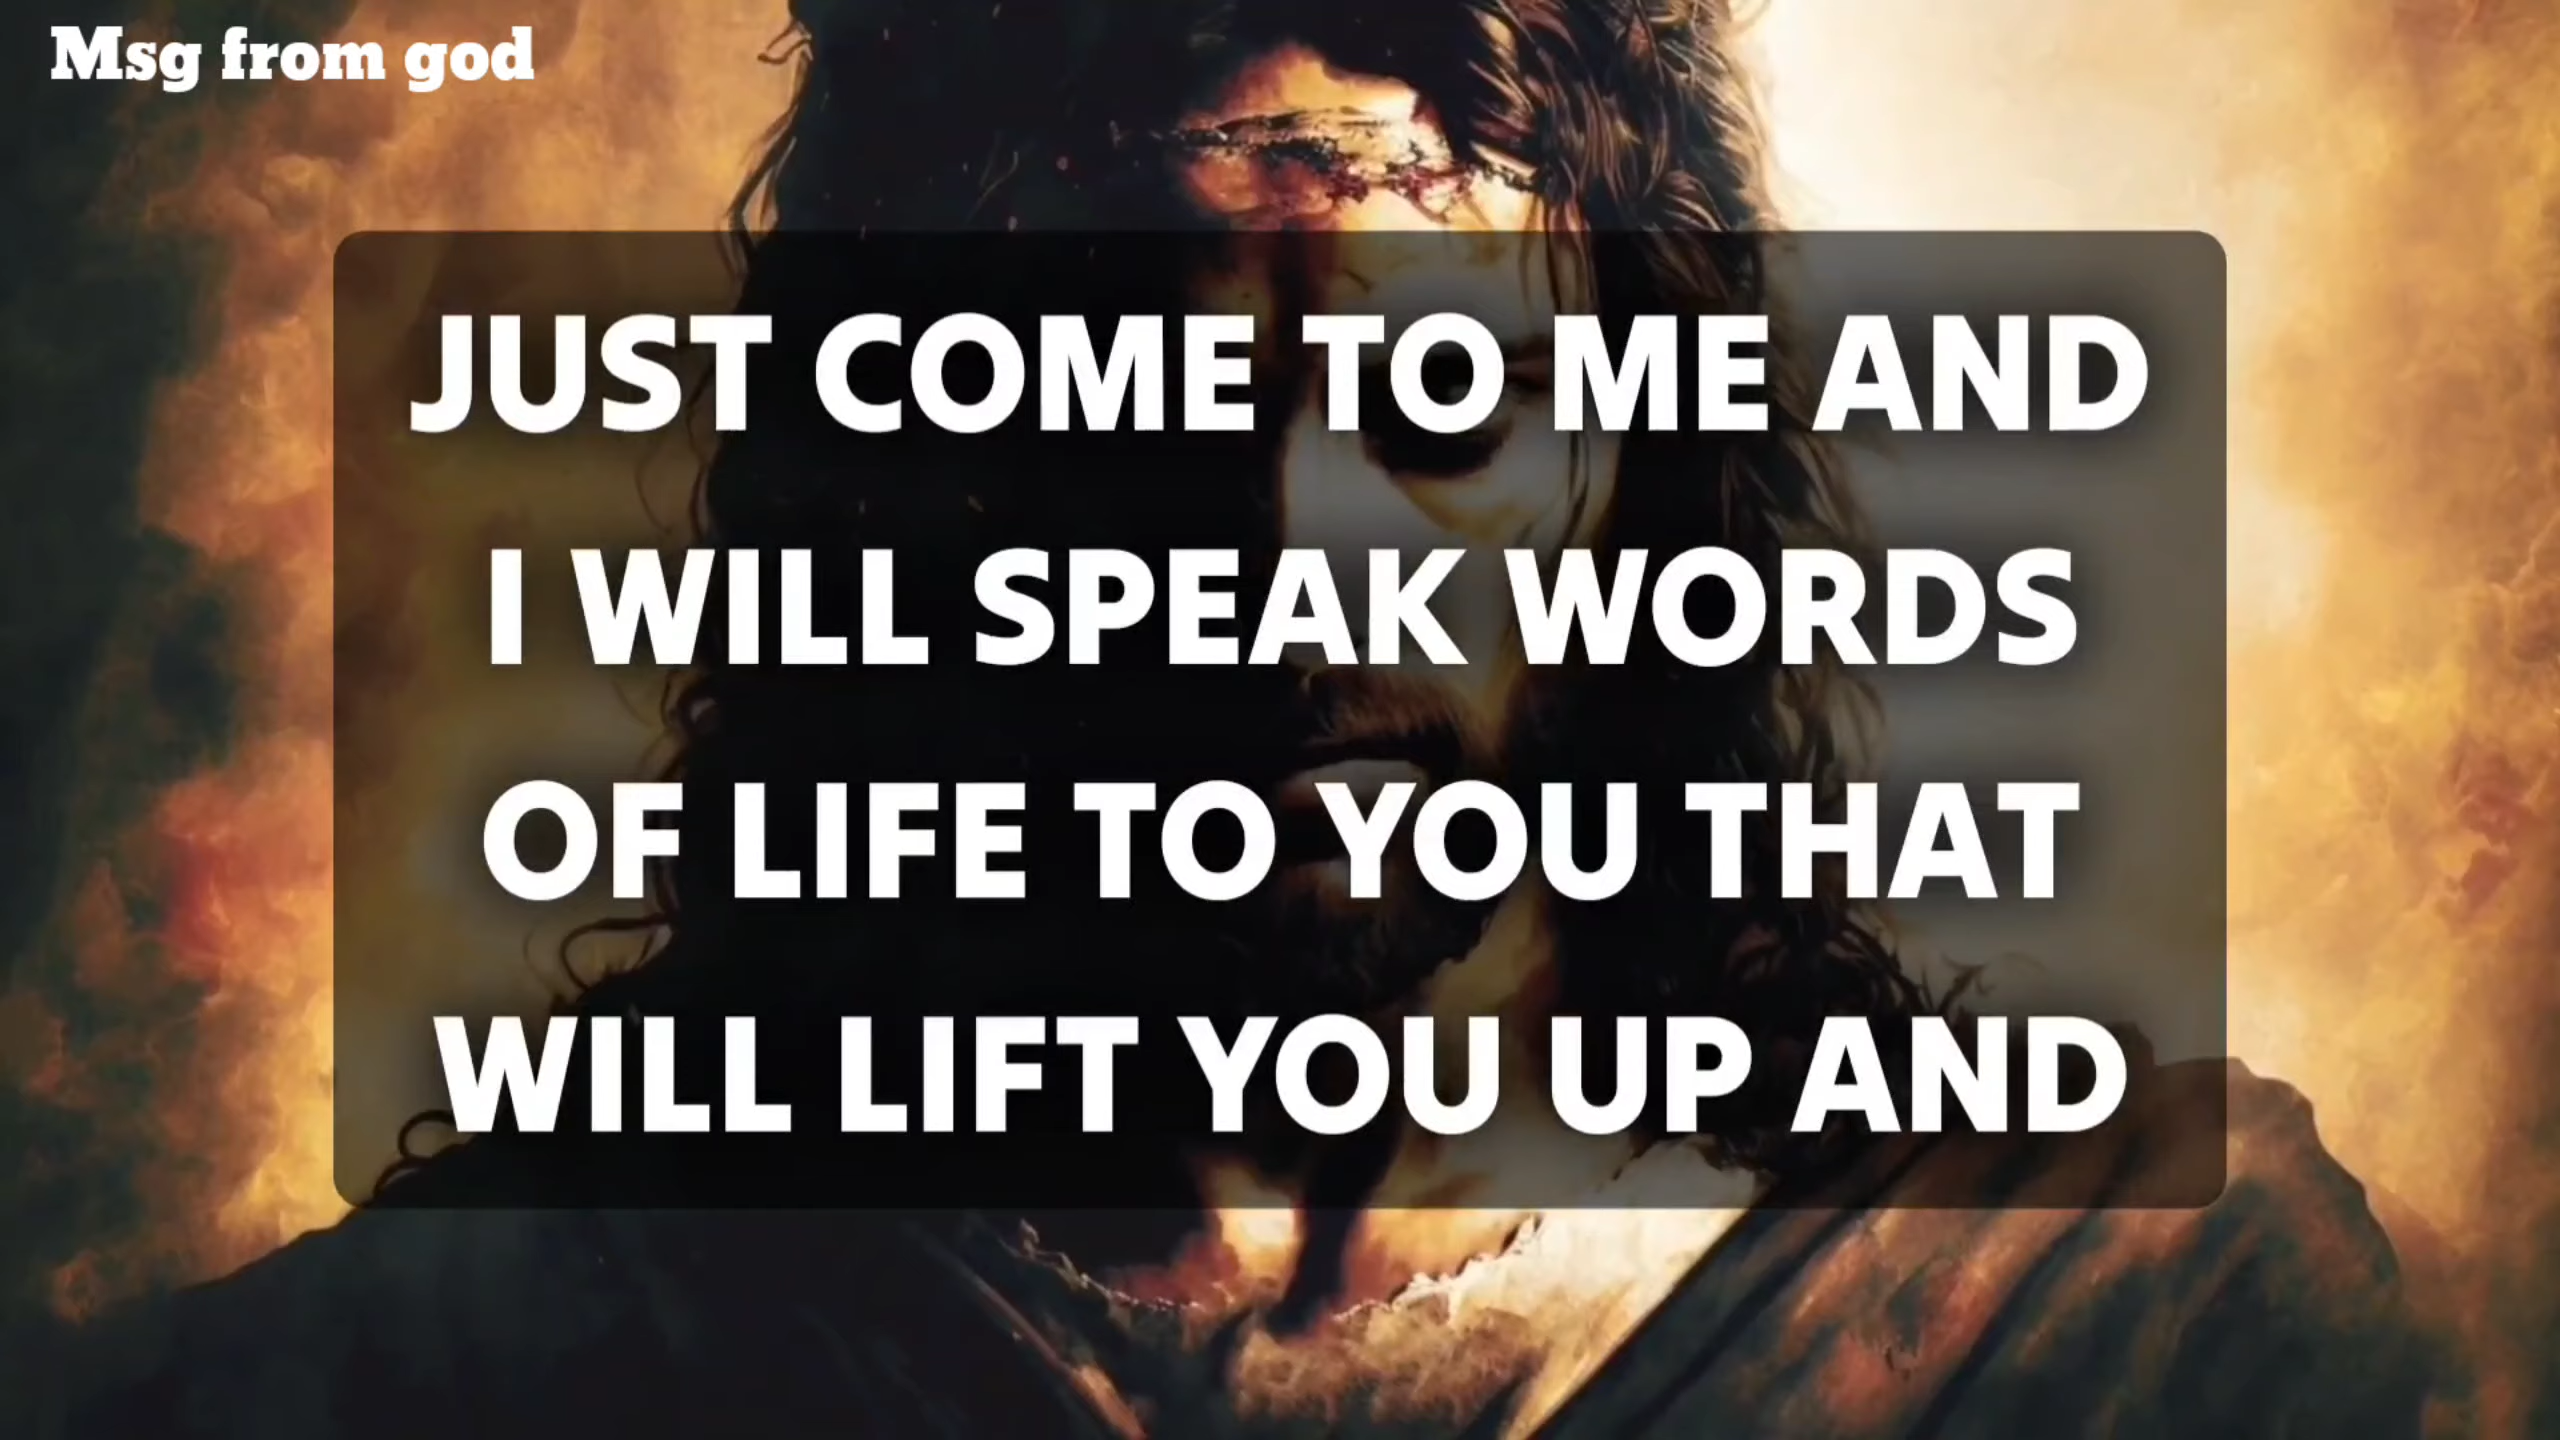 Msg from god
JUST COME TO ME AND
I WILL SPEAK WORDS
OF LIFE TO YOU THAT
WILL LIFT YOU UP AND